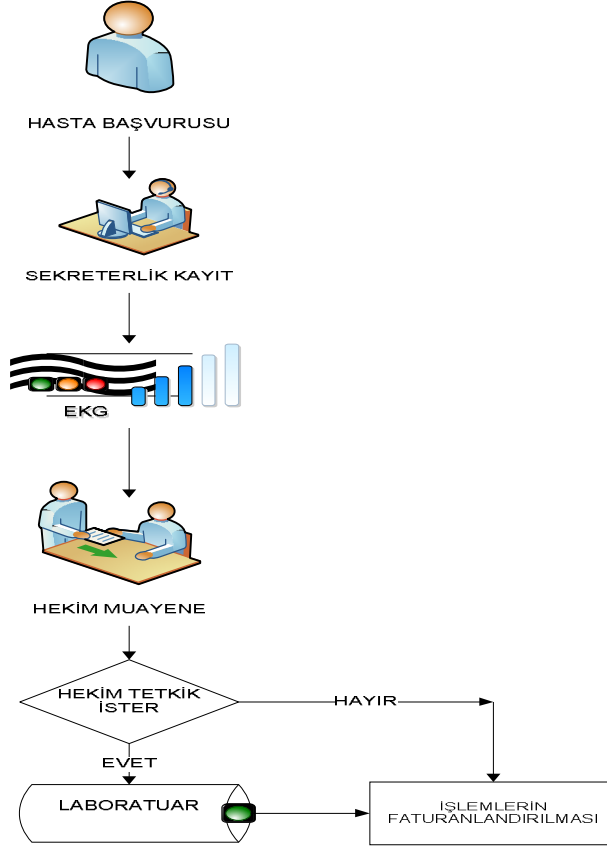 HASTA BAŞVURUSU
SEKRETERLİK KAYIT
EKG
HEKİM MUAYENE
HEKİM TETKİK
İSTER
HAYIR
EVET
LABORATUAR
İŞLEMLERİN
FATURANLANDIRILMASI